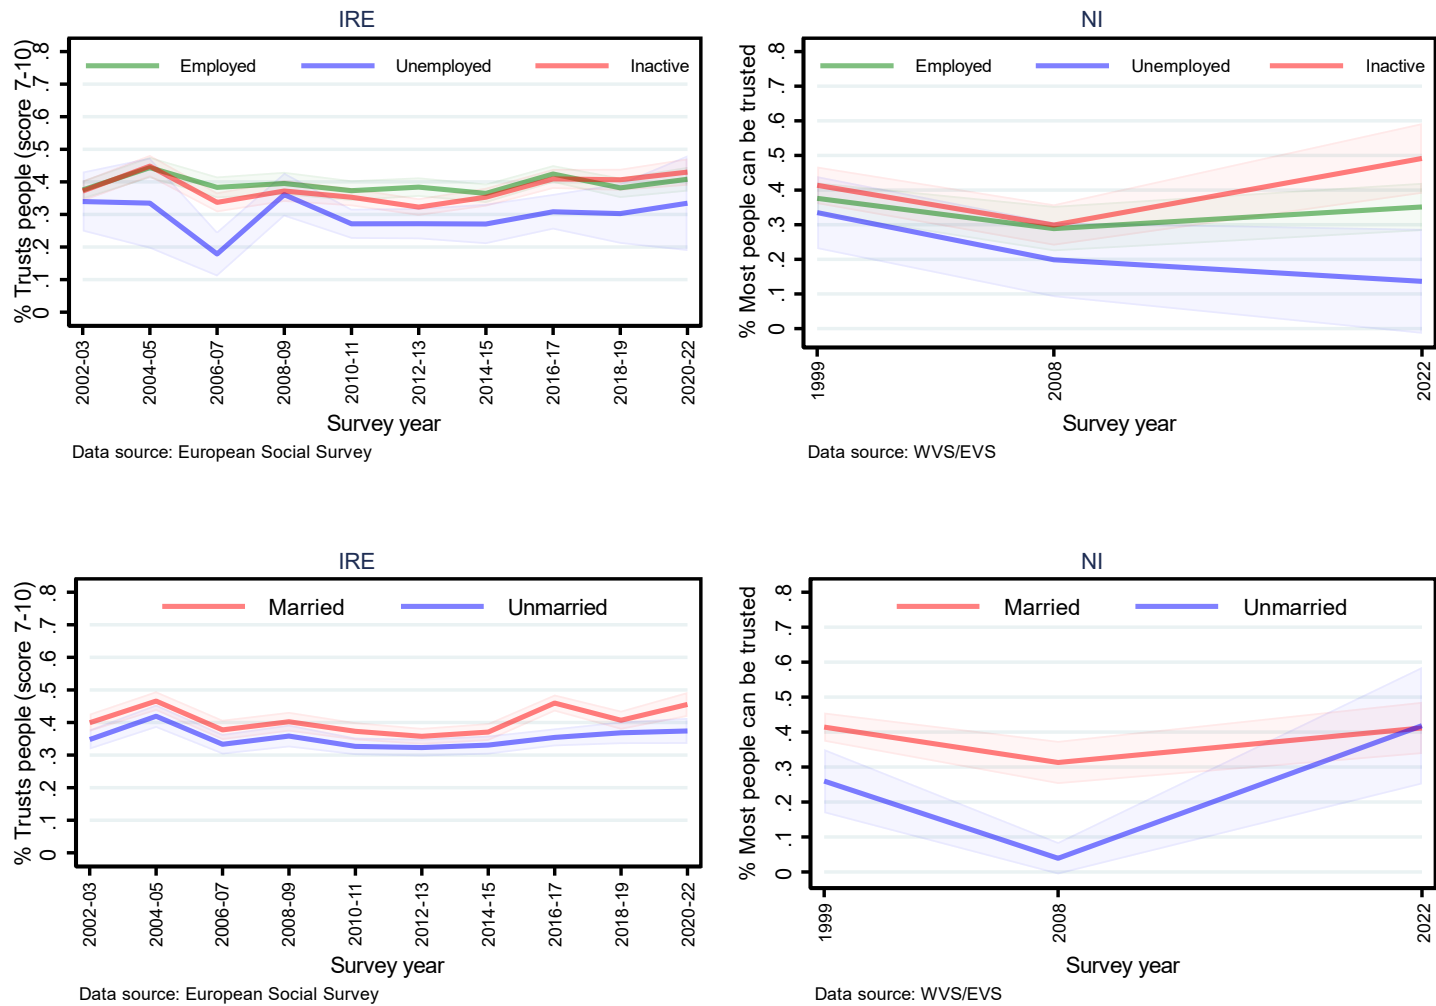 IRE
% Trusts people (score 7-10)
0 .1 .2 .3 .4 .5 .6 .7 .8
Employed Unemployed Inactive
2002-03 2004-05 2006-07 2008-09 2010-11 2012-13 2014-15 2016-17 2018-19 2020-22
Survey year
Data source: European Social Survey
NI
% Most people can be trusted
0 .1 .2 .3 .4 .5 .6 .7 .8
Employed Unemployed Inactive
1999 2008 2022
Survey year
Data source: WVS/EVS
IRE
% Trusts people (score 7-10)
0 .1 .2 .3 .4 .5 .6 .7 .8
Married Unmarried
2002-03 2004-05 2006-07 2008-09 2010-11 2012-13 2014-15 2016-17 2018-19 2020-22
Survey year
Data source: European Social Survey
NI
% Most people can be trusted
0 .1 .2 .3 .4 .5 .6 .7 .8
Married Unmarried
1999 2008 2022
Survey year
Data source: WVS/EVS